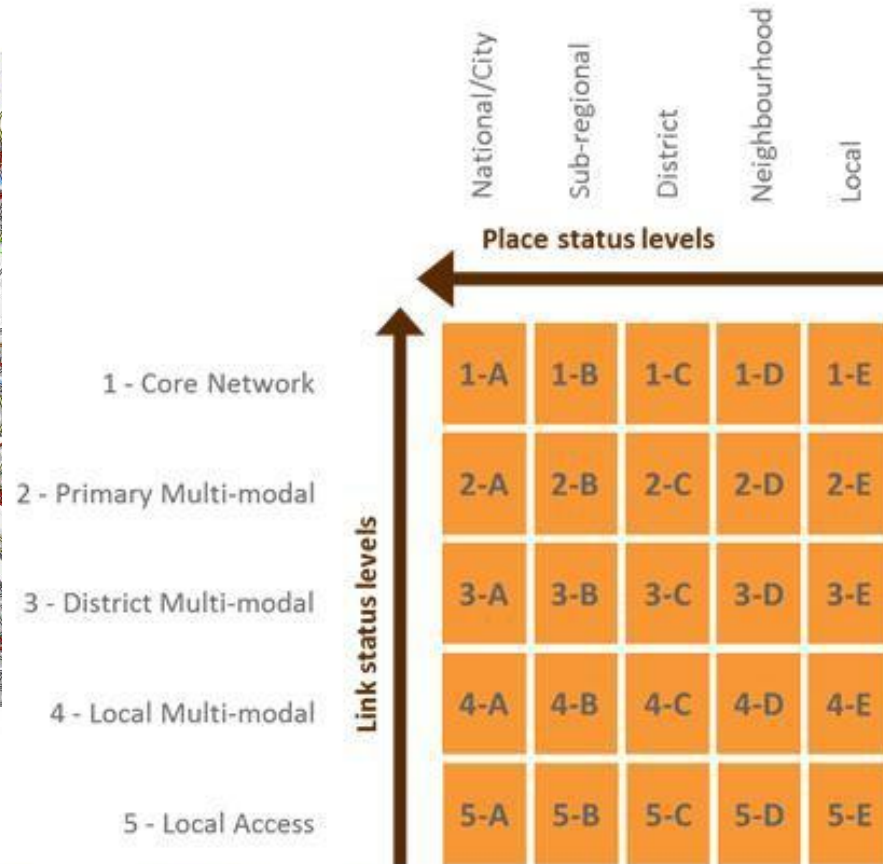 National/City
Sub-regional
District
Neighbourhood
Local
Place status levels
Link status levels
1 - Core Network
1-A 1-B 1-C 1-D 1-E
2 - Primary Multi-modal
2-A 2-B 2-C 2-D 2-E
3 - District Multi-modal
3-A 3-B 3-C 3-D 3-E
4 - Local Multi-modal
4-A 4-B 4-C 4-D 4-E
5 - Local Access
5-A 5-B 5-C 5-D 5-E